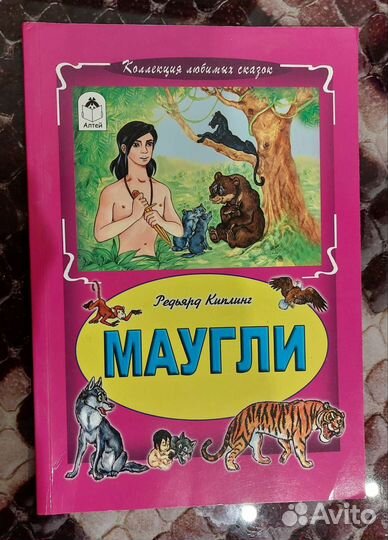 Коллекция любимых сказок
Алтей
Редьярд Киплинг
МАУГЛИ
Avito